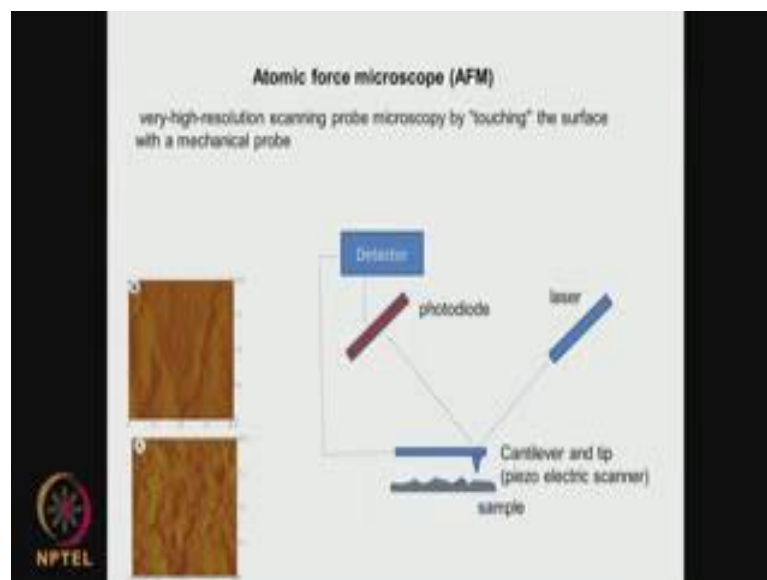 Atomic force microscope (AFM)
very-high-resolution scanning probe microscopy by "touching" the surface
with a mechanical probe
Detector
photodiode
laser
Cantilever and tip
(piezo electric scanner)
sample
NPTEL